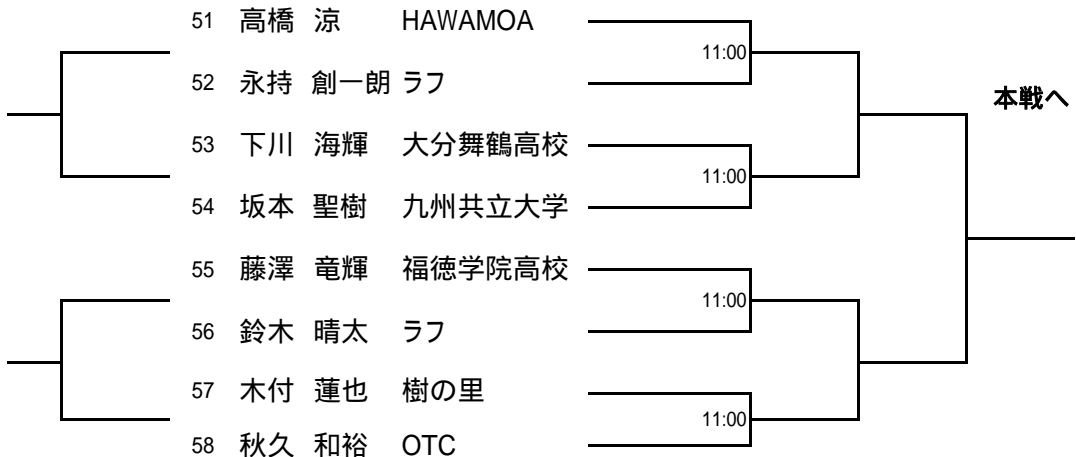 51 高橋 涼 HAWAMOA
11:00
52 永持 創一朗 ラフ
本戦へ
53 下川 海輝 大分舞鶴高校
11:00
54 坂本 聖樹 九州共立大学
55 藤澤 竜輝 福徳学院高校
11:00
56 鈴木 晴太 ラフ
57 木付 蓮也 樹の里
11:00
58 秋久 和裕 OTC